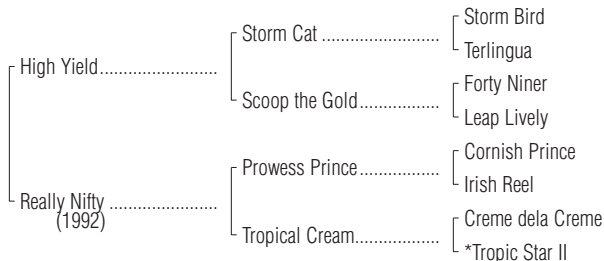 Storm Bird
Storm Cat ........................
Terlingua
High Yield........................
Forty Niner
Scoop the Gold................
Leap Lively
Cornish Prince
Prowess Prince................
Irish Reel
Really Nifty ......................
(1992)
Creme dela Creme
Tropical Cream.................
*Tropic Star II